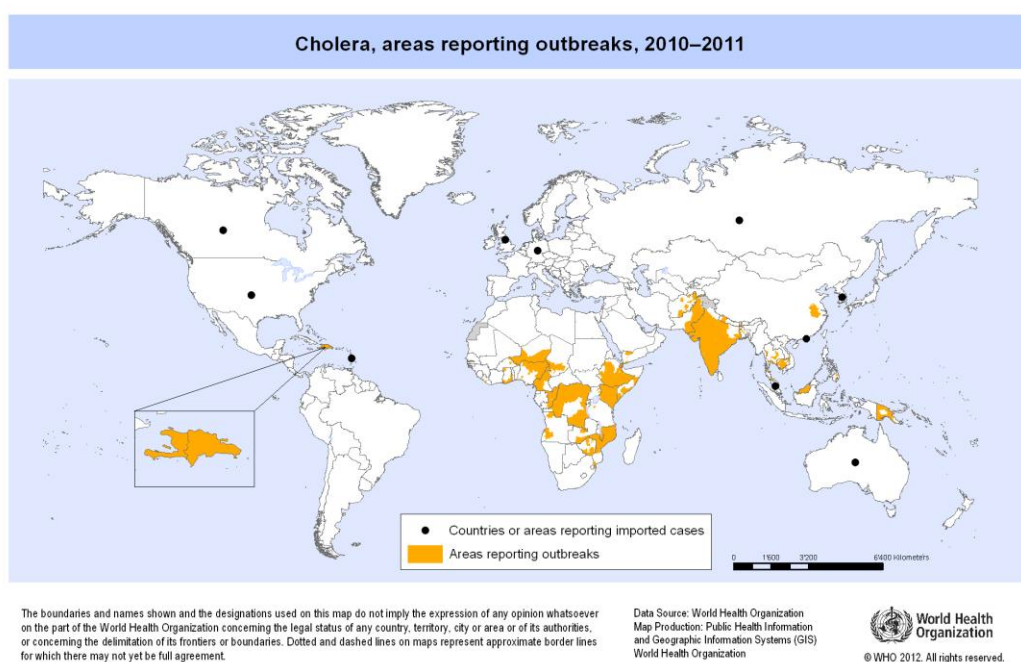 Cholera, areas reporting outbreaks, 2010–2011
Countries or areas reporting imported cases
Areas reporting outbreaks
0 1'600 3'200 6'400 Kilometers
The boundaries and names shown and the designations used on this map do not imply the expression of any opinion whatsoever
on the part of the World Health Organization concerning the legal status of any country, territory, city or area or of its authorities,
or concerning the delimitation of its frontiers or boundaries. Dotted and dashed lines on maps represent approximate border lines
for which there may not yet be full agreement.
Data Source: World Health Organization
Map Production: Public Health Information
and Geographic Information Systems (GIS)
World Health Organization
World Health
Organization
© WHO 2012. All rights reserved.